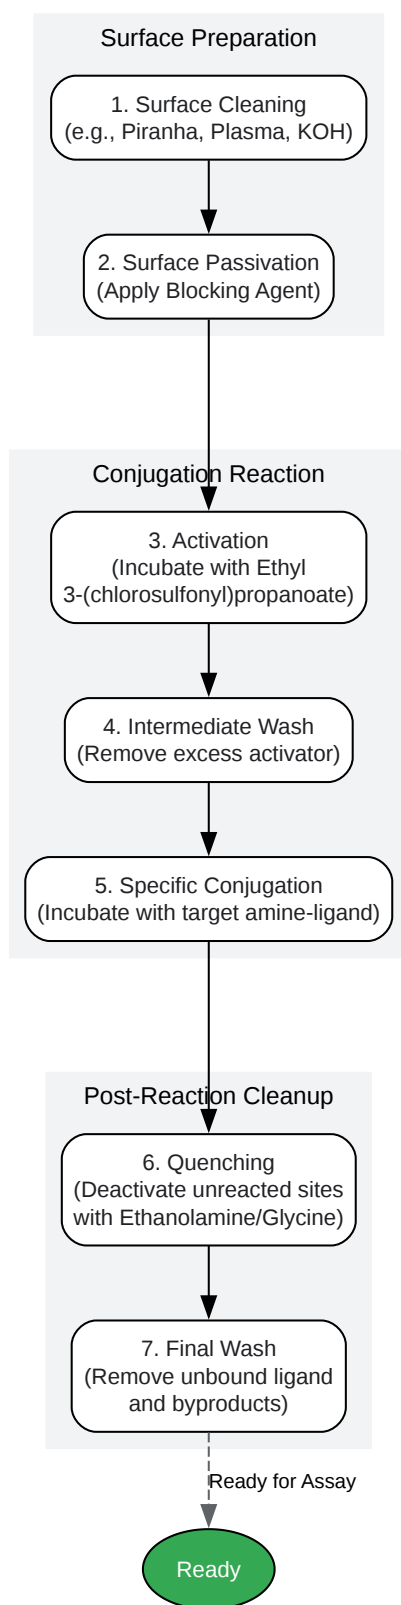 Surface Preparation
1. Surface Cleaning
(e.g., Piranha, Plasma, KOH)
2. Surface Passivation
(Apply Blocking Agent)
Conjugation Reaction
3. Activation
(Incubate with Ethyl
3-(chlorosulfonyl)propanoate)
4. Intermediate Wash
(Remove excess activator)
5. Specific Conjugation
(Incubate with target amine-ligand)
Post-Reaction Cleanup
6. Quenching
(Deactivate unreacted sites
with Ethanolamine/Glycine)
7. Final Wash
(Remove unbound ligand
and byproducts)
Ready for Assay
Ready